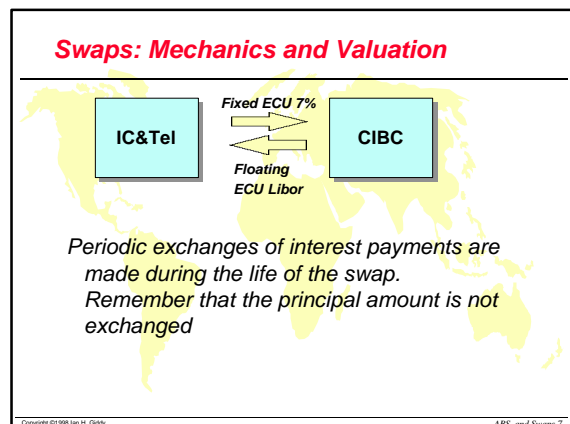 Swaps: Mechanics and Valuation
Fixed ECU 7%
IC&Tel
CIBC
Floating
ECU Libor
Periodic exchanges of interest payments are
made during the life of the swap.
Remember that the principal amount is not
exchanged
Copyright ©1998 Ian H. Giddy
ABS and Swaps 7